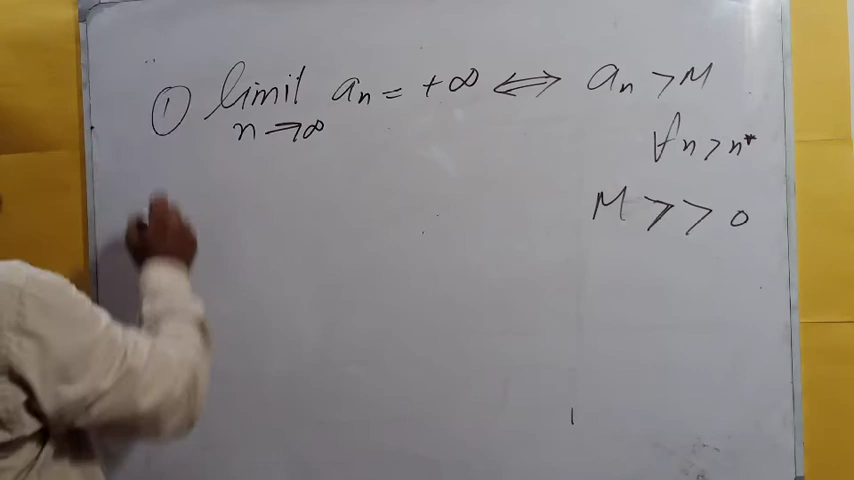 ① limit aₙ = +∞ ⟺ aₙ > M
n → ∞
∀n > n*
M >> 0